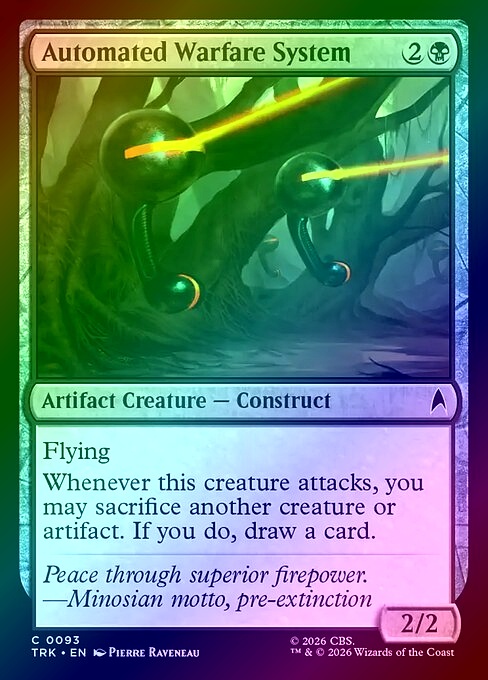 Automated Warfare System 2
Artifact Creature — Construct
Flying
Whenever this creature attacks, you
may sacrifice another creature or
artifact. If you do, draw a card.
Peace through superior firepower.
—Minosian motto, pre-extinction
2/2
C 0093
TRK • EN Pierre Raveneau
© 2026 CBS.
™ & © 2026 Wizards of the Coast